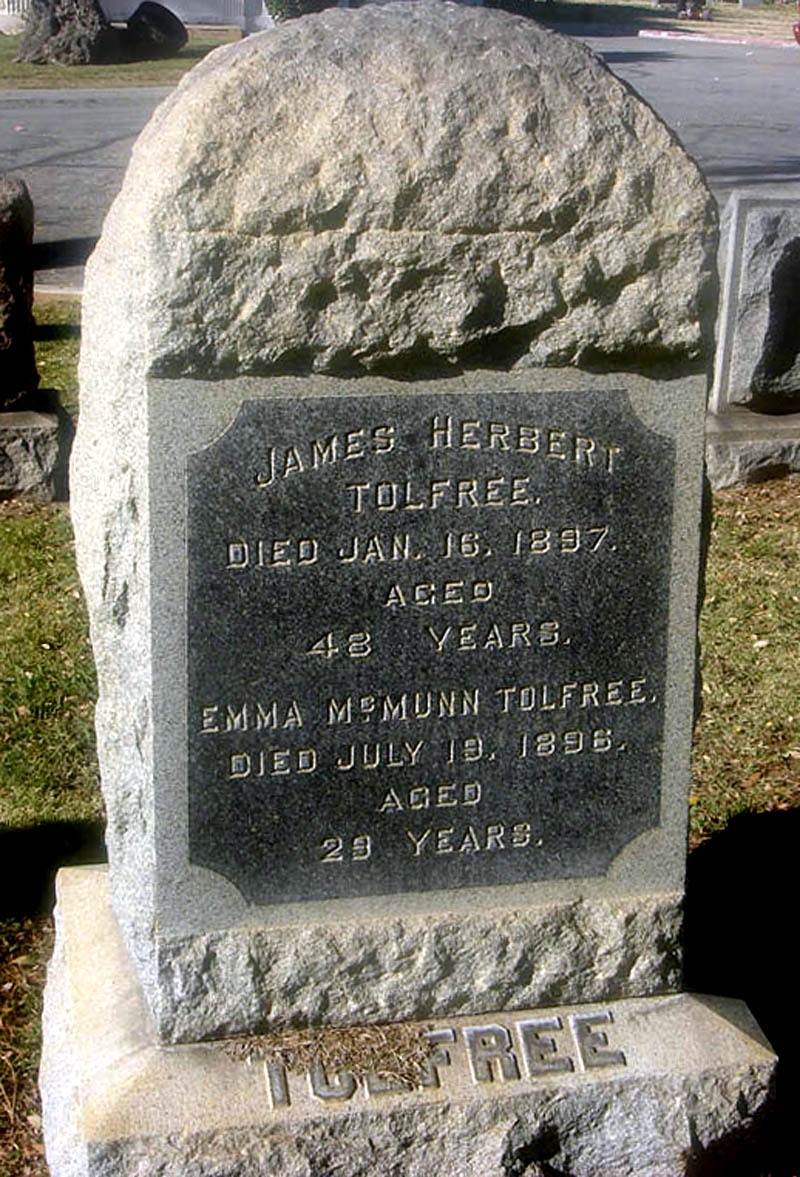 JAMES HERBERT
TOLFREE.
DIED JAN. 16. 1897.
AGED
48 YEARS.
EMMA McMUNN TOLFREE.
DIED JULY 19. 1896.
AGED
29 YEARS.
TOLFREE